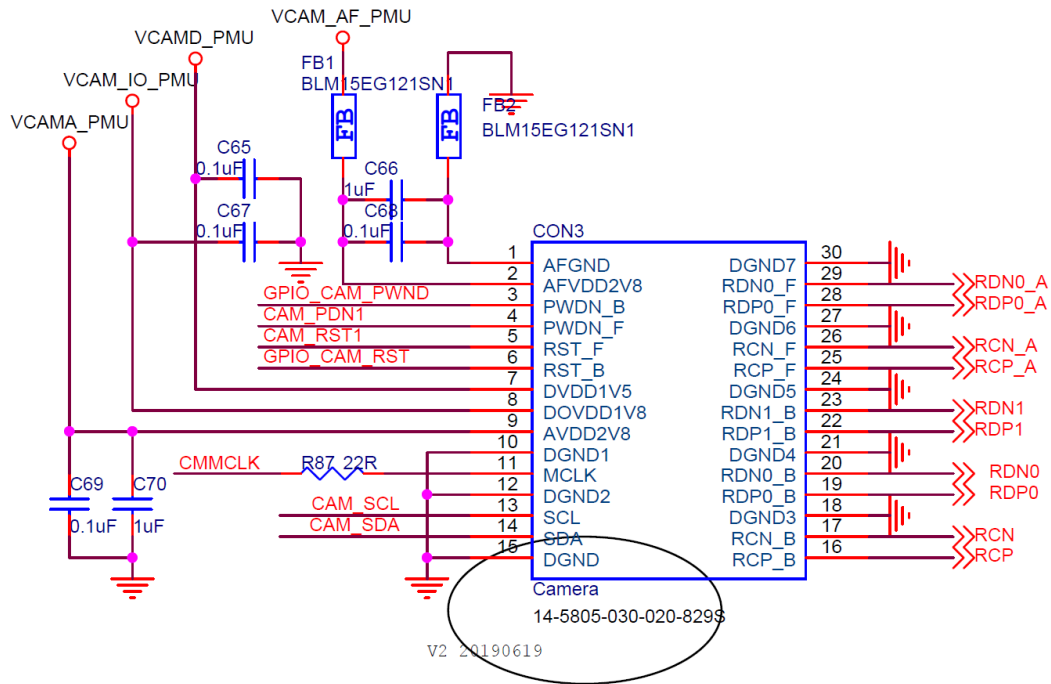 VCAM_AF_PMU
VCAMD_PMU
VCAM_IO_PMU
VCAMA_PMU
FB1
BLM15EG121SN1
FB
FB
FB2
BLM15EG121SN1
C65
0.1uF
C66
1uF
C67
0.1uF
C68
0.1uF
CON3
1 AFGND DGND7 30
2 AFVDD2V8 RDN0_F 29 RDN0_A
GPIO_CAM_PWND 3 PWDN_B RDP0_F 28 RDP0_A
CAM_PDN1 4 PWDN_F DGND6 27
CAM_RST1 5 RST_F RCN_F 26 RCN_A
GPIO_CAM_RST 6 RST_B RCP_F 25 RCP_A
7 DVDD1V5 DGND5 24
8 DOVDD1V8 RDN1_B 23 RDN1
9 AVDD2V8 RDP1_B 22 RDP1
10 DGND1 DGND4 21
CMMCLK R87 22R 11 MCLK RDN0_B 20 RDN0
12 DGND2 RDP0_B 19 RDP0
CAM_SCL 13 SCL DGND3 18
CAM_SDA 14 SDA RCN_B 17 RCN
15 DGND RCP_B 16 RCP
C69
0.1uF
C70
1uF
Camera
14-5805-030-020-829S
V2 20190619